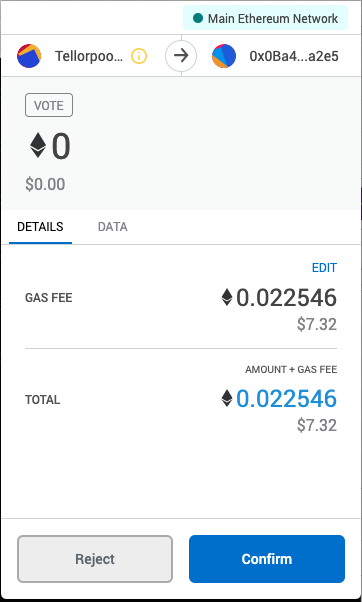 Main Ethereum Network
Tellorpoo... 0x0Ba4...a2e5
VOTE
0
$0.00
DETAILS DATA
EDIT
GAS FEE 0.022546
$7.32
AMOUNT + GAS FEE
TOTAL 0.022546
$7.32
Reject Confirm